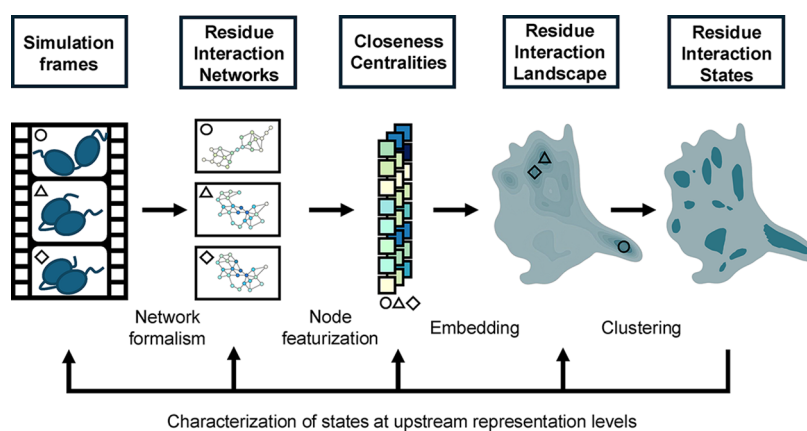 Simulation
frames
Residue
Interaction
Networks
Closeness
Centralities
Residue
Interaction
Landscape
Residue
Interaction
States
Network
formalism
Node
featurization
Embedding
Clustering
Characterization of states at upstream representation levels